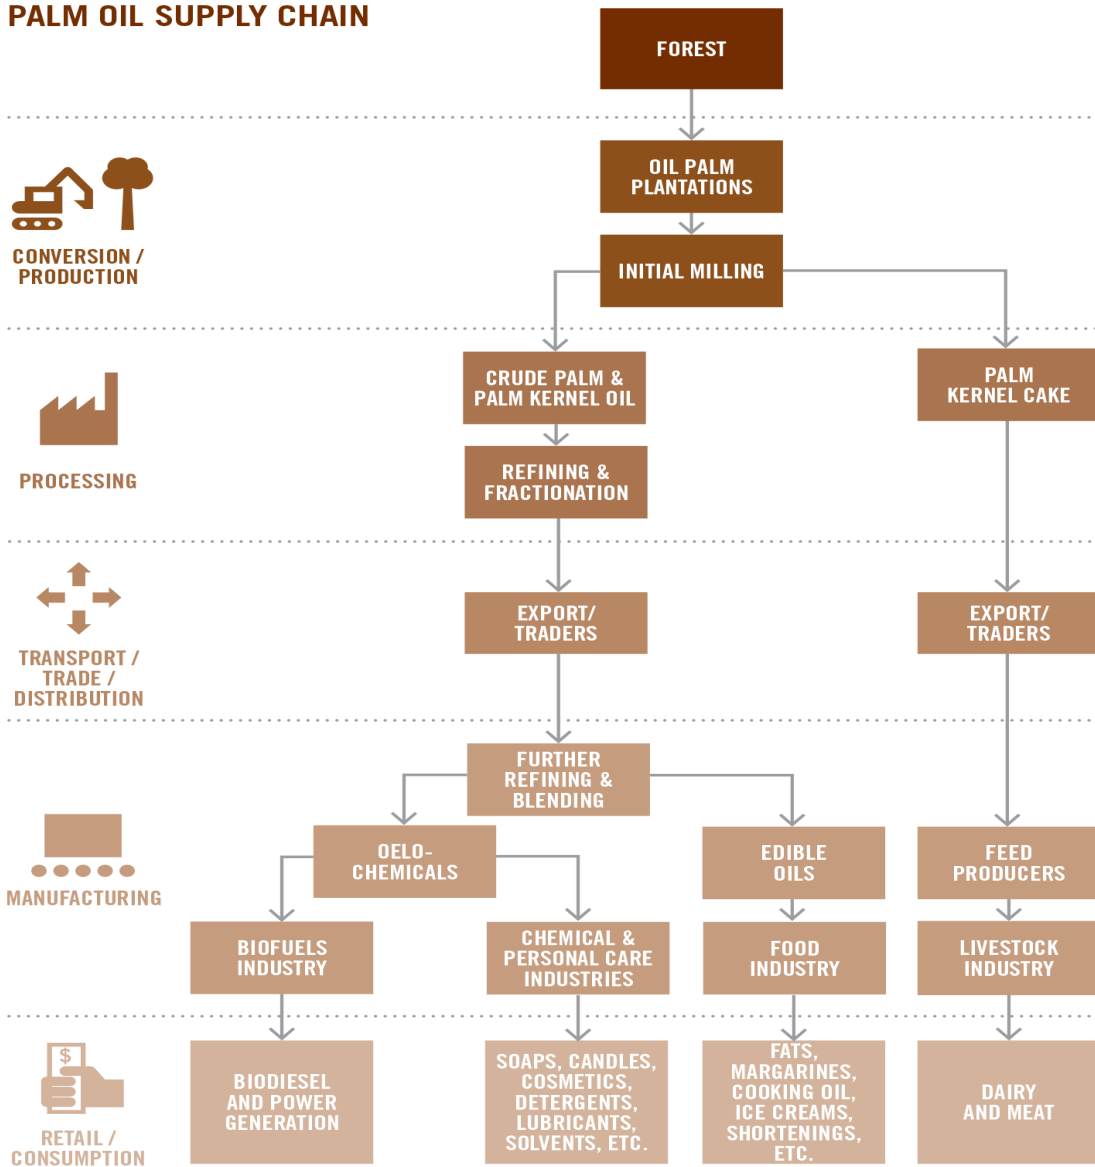 PALM OIL SUPPLY CHAIN
FOREST
OIL PALM
PLANTATIONS
CONVERSION /
PRODUCTION
INITIAL MILLING
CRUDE PALM &
PALM KERNEL OIL
PALM
KERNEL CAKE
PROCESSING
REFINING &
FRACTIONATION
TRANSPORT /
TRADE /
DISTRIBUTION
EXPORT/
TRADERS
EXPORT/
TRADERS
FURTHER
REFINING &
BLENDING
MANUFACTURING
OELO-
CHEMICALS
EDIBLE
OILS
FEED
PRODUCERS
BIOFUELS
INDUSTRY
CHEMICAL &
PERSONAL CARE
INDUSTRIES
FOOD
INDUSTRY
LIVESTOCK
INDUSTRY
$
RETAIL /
CONSUMPTION
BIODIESEL
AND POWER
GENERATION
SOAPS, CANDLES,
COSMETICS,
DETERGENTS,
LUBRICANTS,
SOLVENTS, ETC.
FATS,
MARGARINES,
COOKING OIL,
ICE CREAMS,
SHORTENINGS,
ETC.
DAIRY
AND MEAT